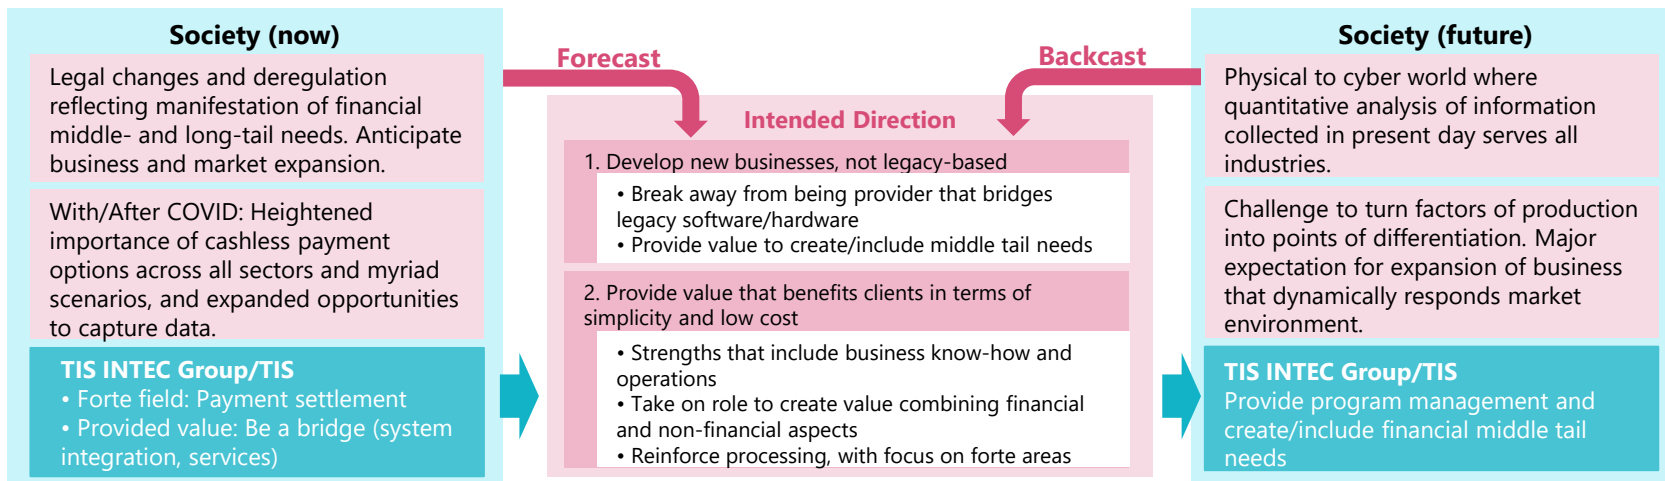 Society (now)
Legal changes and deregulation
reflecting manifestation of financial
middle- and long-tail needs. Anticipate
business and market expansion.
With/After COVID: Heightened
importance of cashless payment
options across all sectors and myriad
scenarios, and expanded opportunities
to capture data.
TIS INTEC Group/TIS
• Forte field: Payment settlement
• Provided value: Be a bridge (system
integration, services)
Forecast
Backcast
Intended Direction
1. Develop new businesses, not legacy-based
• Break away from being provider that bridges
legacy software/hardware
• Provide value to create/include middle tail needs
2. Provide value that benefits clients in terms of
simplicity and low cost
• Strengths that include business know-how and
operations
• Take on role to create value combining financial
and non-financial aspects
• Reinforce processing, with focus on forte areas
Society (future)
Physical to cyber world where
quantitative analysis of information
collected in present day serves all
industries.
Challenge to turn factors of production
into points of differentiation. Major
expectation for expansion of business
that dynamically responds market
environment.
TIS INTEC Group/TIS
Provide program management and
create/include financial middle tail
needs